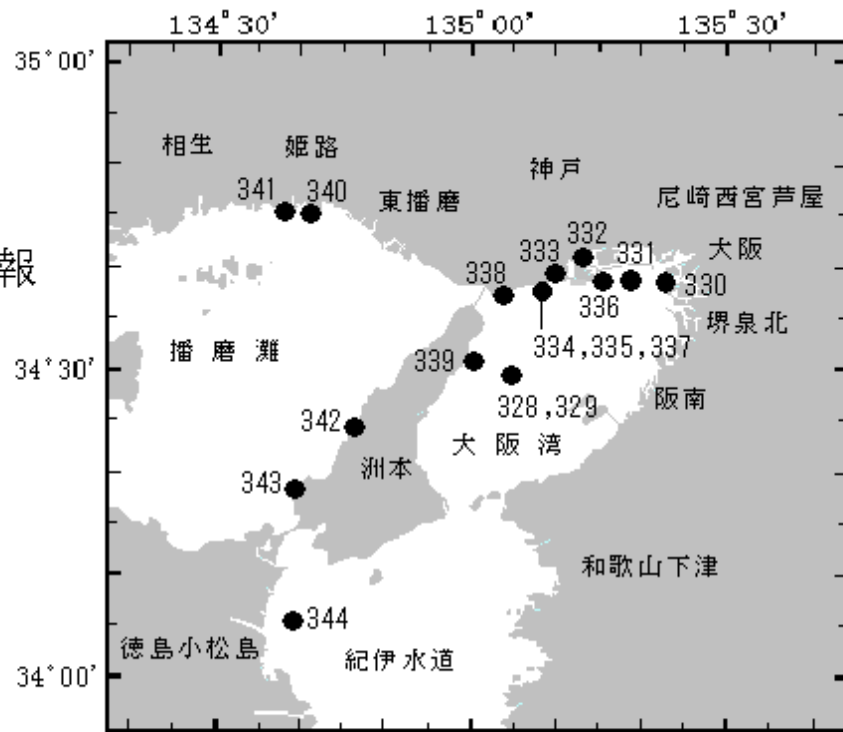 134°30' 135°00' 135°30'
35°00'
相生 姫路 神戸
341 340 東播磨 尼崎西宮芦屋
報 332 大阪
333 331
338 330
336 堺泉北
播磨灘 334,335,337
34°30' 339
328,329 阪南
342 大阪湾
洲本
343
和歌山下津
344
徳島小松島 紀伊水道
34°00'